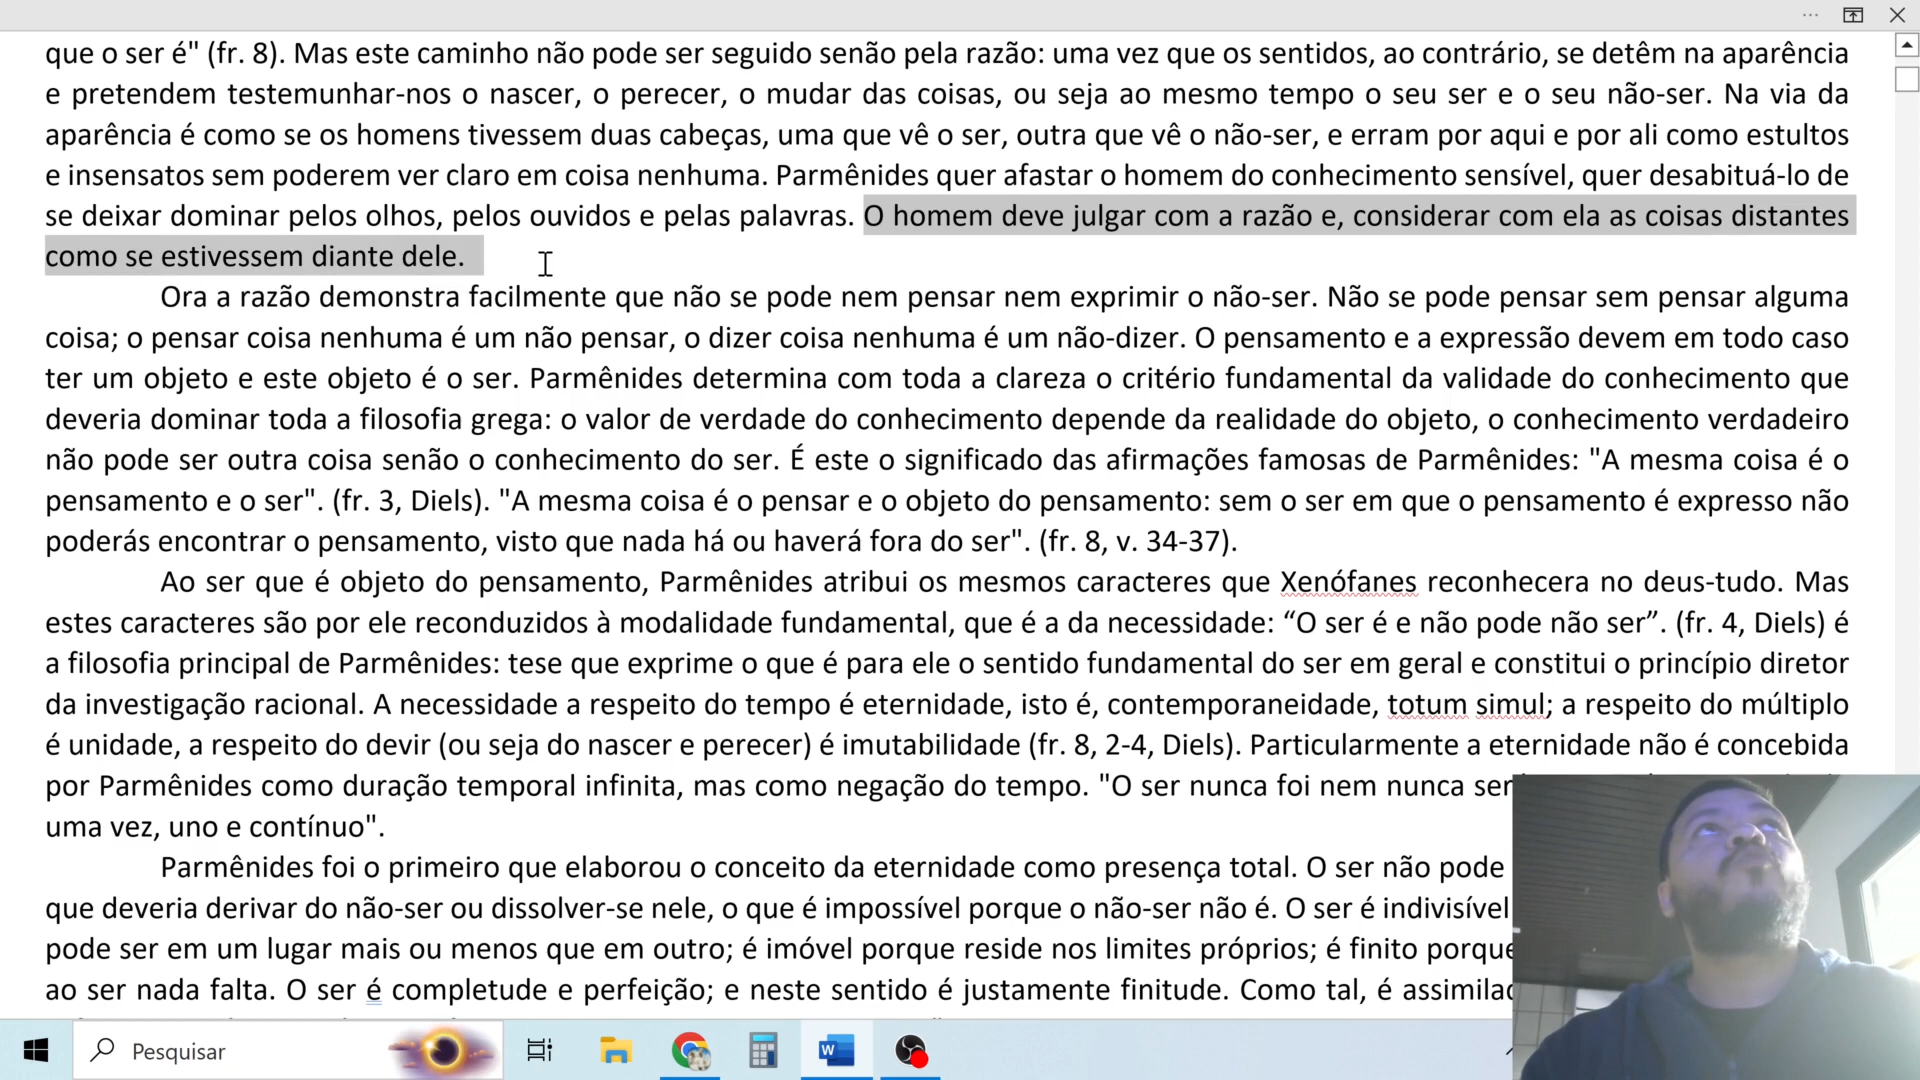 que o ser é" (fr. 8). Mas este caminho não pode ser seguido senão pela razão: uma vez que os sentidos, ao contrário, se detêm na aparência
e pretendem testemunhar-nos o nascer, o perecer, o mudar das coisas, ou seja ao mesmo tempo o seu ser e o seu não-ser. Na via da
aparência é como se os homens tivessem duas cabeças, uma que vê o ser, outra que vê o não-ser, e erram por aqui e por ali como estultos
e insensatos sem poderem ver claro em coisa nenhuma. Parmênides quer afastar o homem do conhecimento sensível, quer desabituá-lo de
se deixar dominar pelos olhos, pelos ouvidos e pelas palavras. O homem deve julgar com a razão e, considerar com ela as coisas distantes
como se estivessem diante dele.
Ora a razão demonstra facilmente que não se pode nem pensar nem exprimir o não-ser. Não se pode pensar sem pensar alguma
coisa; o pensar coisa nenhuma é um não pensar, o dizer coisa nenhuma é um não-dizer. O pensamento e a expressão devem em todo caso
ter um objeto e este objeto é o ser. Parmênides determina com toda a clareza o critério fundamental da validade do conhecimento que
deveria dominar toda a filosofia grega: o valor de verdade do conhecimento depende da realidade do objeto, o conhecimento verdadeiro
não pode ser outra coisa senão o conhecimento do ser. É este o significado das afirmações famosas de Parmênides: "A mesma coisa é o
pensamento e o ser". (fr. 3, Diels). "A mesma coisa é o pensar e o objeto do pensamento: sem o ser em que o pensamento é expresso não
poderás encontrar o pensamento, visto que nada há ou haverá fora do ser". (fr. 8, v. 34-37).
Ao ser que é objeto do pensamento, Parmênides atribui os mesmos caracteres que Xenófanes reconhecera no deus-tudo. Mas
estes caracteres são por ele reconduzidos à modalidade fundamental, que é a da necessidade: “O ser é e não pode não ser”. (fr. 4, Diels) é
a filosofia principal de Parmênides: tese que exprime o que é para ele o sentido fundamental do ser em geral e constitui o princípio diretor
da investigação racional. A necessidade a respeito do tempo é eternidade, isto é, contemporaneidade, totum simul; a respeito do múltiplo
é unidade, a respeito do devir (ou seja do nascer e perecer) é imutabilidade (fr. 8, 2-4, Diels). Particularmente a eternidade não é concebida
por Parmênides como duração temporal infinita, mas como negação do tempo. "O ser nunca foi nem nunca
uma vez, uno e contínuo".
Parmênides foi o primeiro que elaborou o conceito da eternidade como presença total. O ser não pode
que deveria derivar do não-ser ou dissolver-se nele, o que é impossível porque o não-ser não é. O ser é indivisível
pode ser em um lugar mais ou menos que em outro; é imóvel porque reside nos limites próprios; é finito
ao ser nada falta. O ser é completude e perfeição; e neste sentido é justamente finitude. Como tal, é
Pesquisar